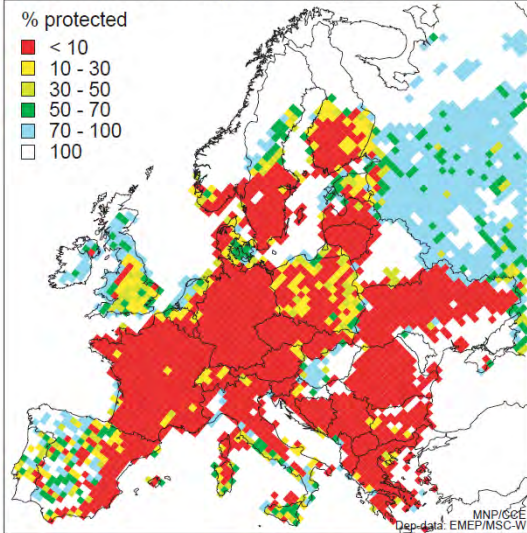 % protected
< 10
10 - 30
30 - 50
50 - 70
70 - 100
100
MNP/CCE
Dep-data: EMEP/MSC-W